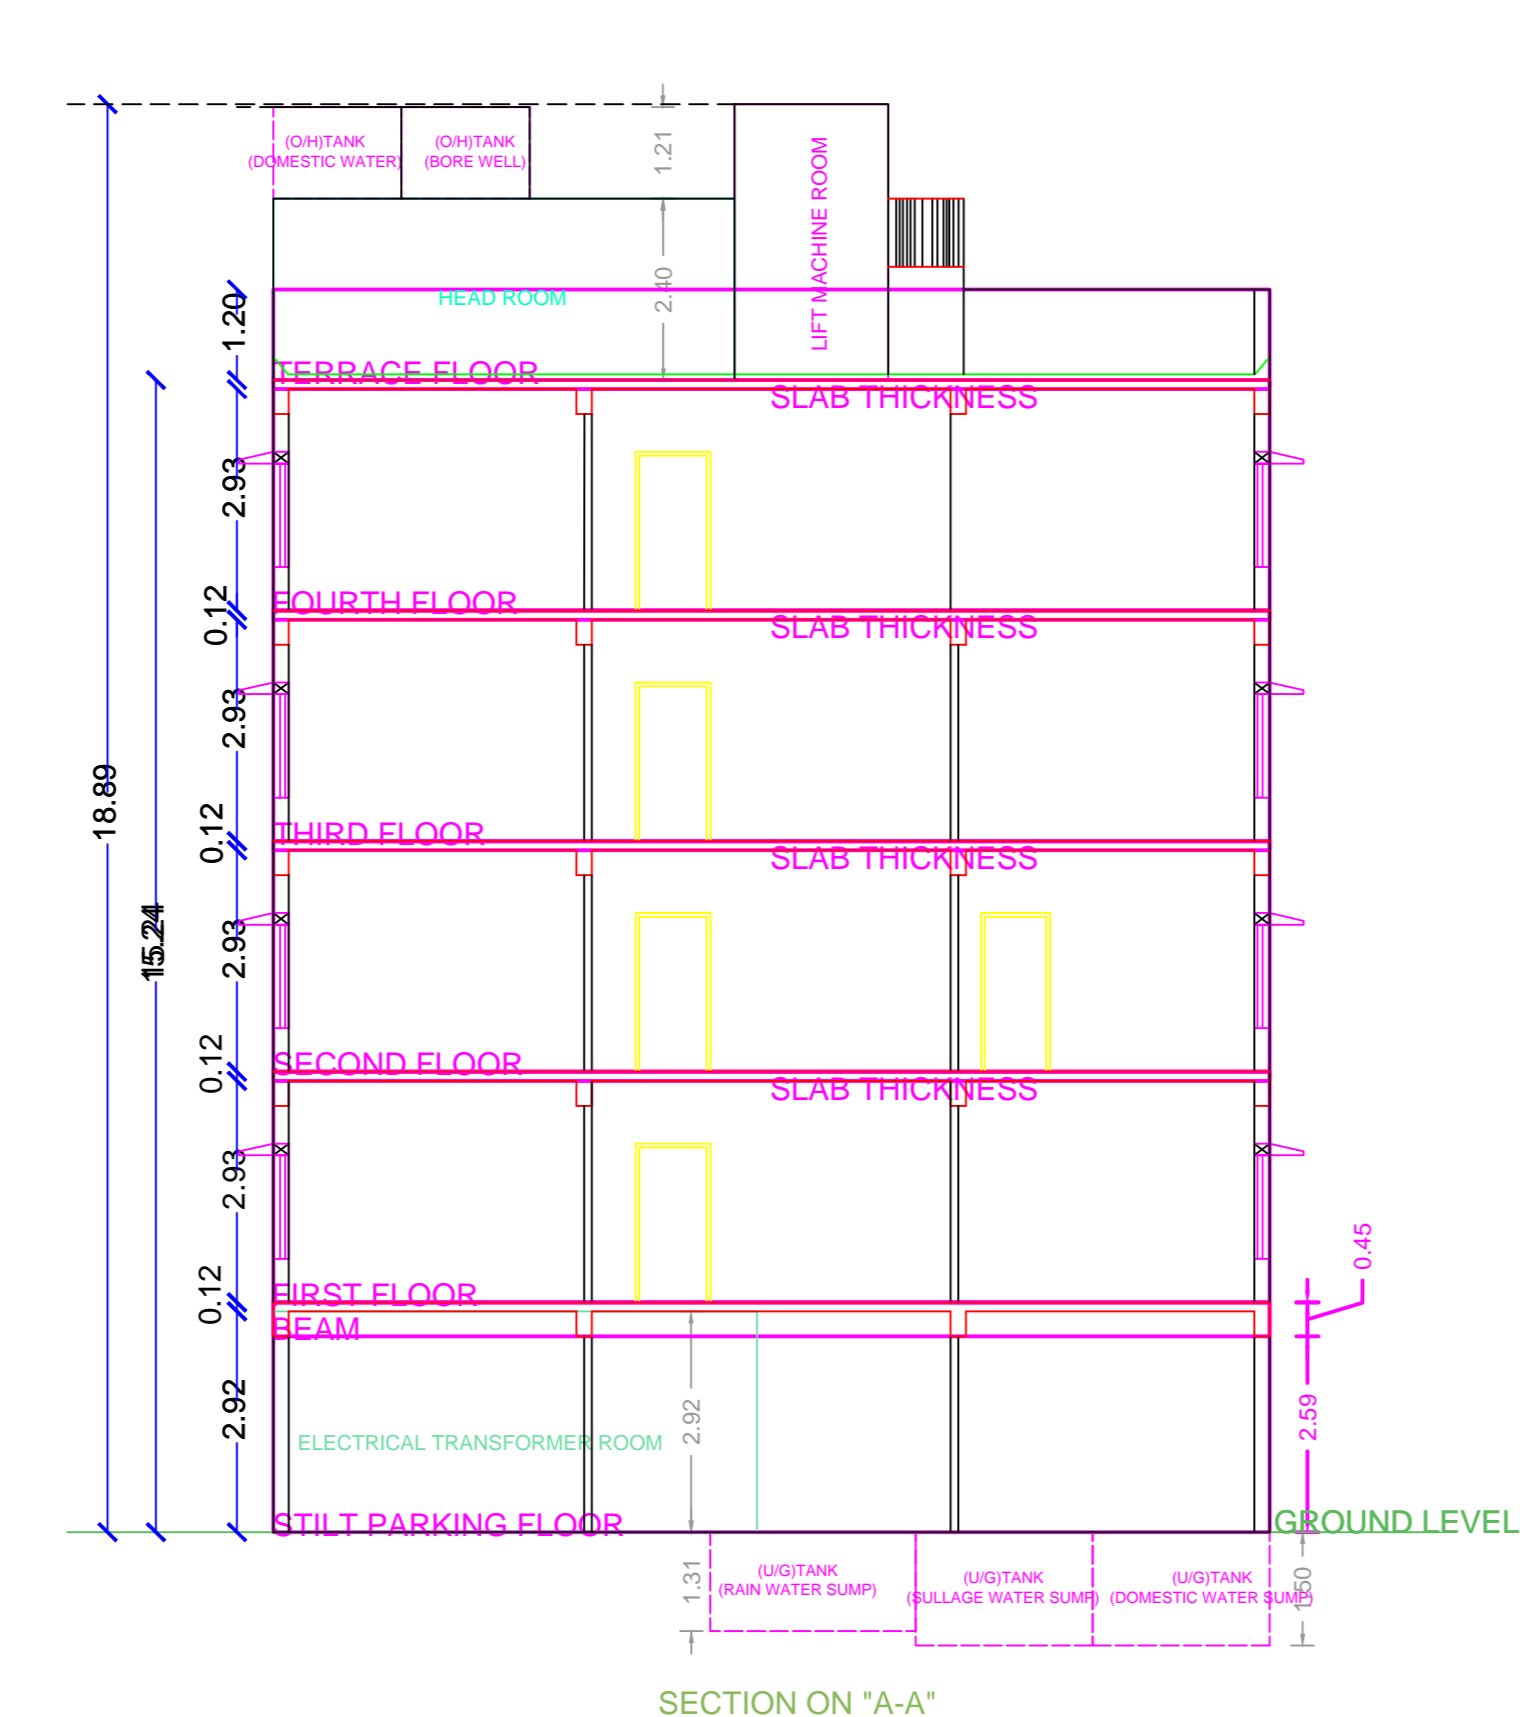 (O/H)TANK
(DOMESTIC WATER)
(O/H)TANK
(BORE WELL)
1.21
LIFT MACHINE ROOM
2.40
HEAD ROOM
1.20
TERRACE FLOOR
SLAB THICKNESS
2.93
FOURTH FLOOR
0.12
SLAB THICKNESS
2.93
18.89
THIRD FLOOR
0.12
SLAB THICKNESS
15.24
2.93
SECOND FLOOR
0.12
SLAB THICKNESS
2.93
0.45
FIRST FLOOR
0.12
BEAM
2.92
2.92
2.59
ELECTRICAL TRANSFORMER ROOM
STILT PARKING FLOOR
GROUND LEVEL
1.31
(U/G)TANK
(RAIN WATER SUMP)
(U/G)TANK
(SULLAGE WATER SUMP)
(U/G)TANK
(DOMESTIC WATER SUMP)
1.50
SECTION ON "A-A"